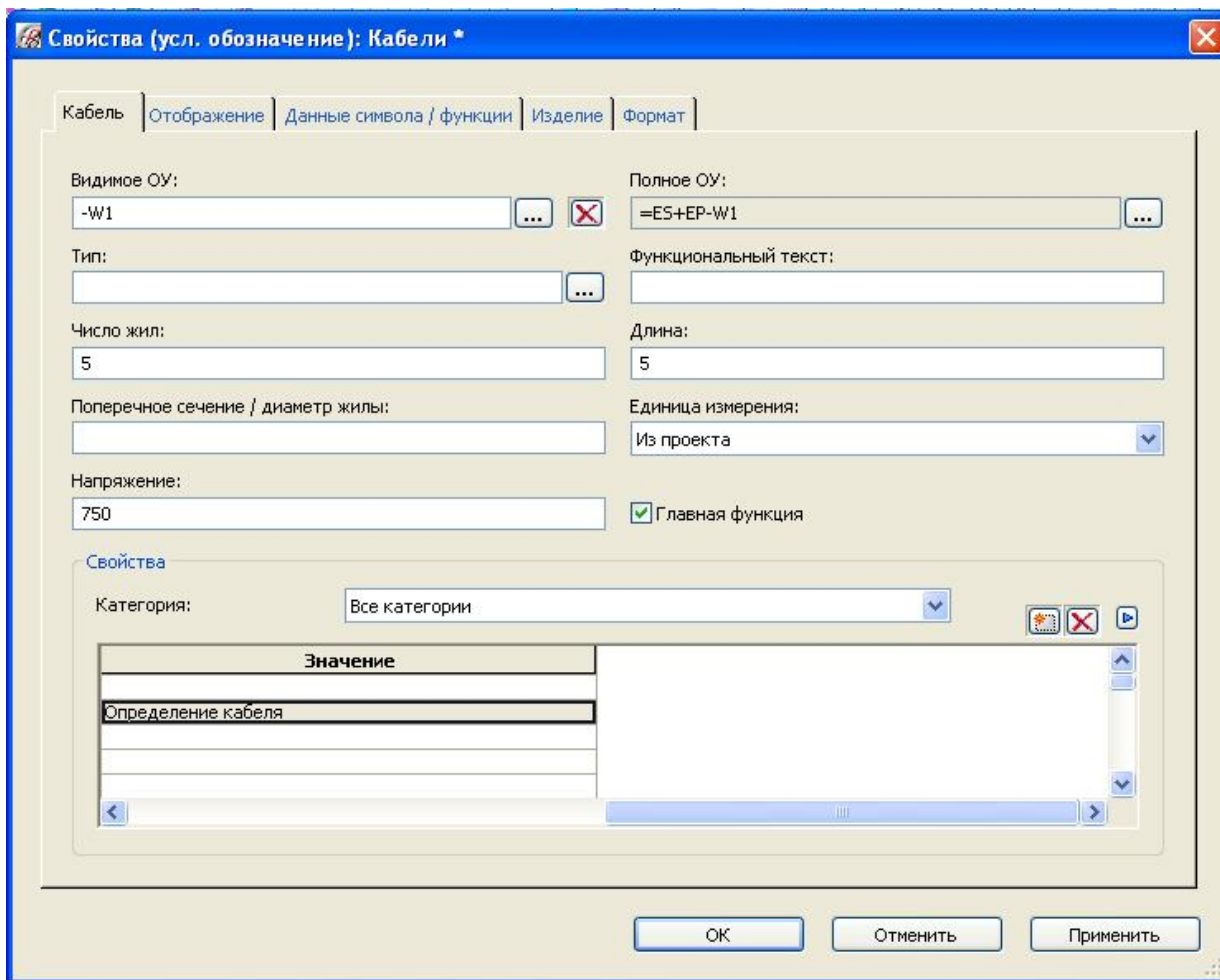 Свойства (усл. обозначение): Кабели *
Кабель Отображение Данные символа / функции Изделие Формат
Видимое ОУ: Полное ОУ:
-W1 ... =ES+EP-W1 ...
Тип: Функциональный текст:
...
Число жил: Длина:
5 5
Поперечное сечение / диаметр жилы: Единица измерения:
Из проекта
Напряжение:
750 Главная функция
Свойства
Категория: Все категории
Значение
Определение кабеля
OK Отменить Применить